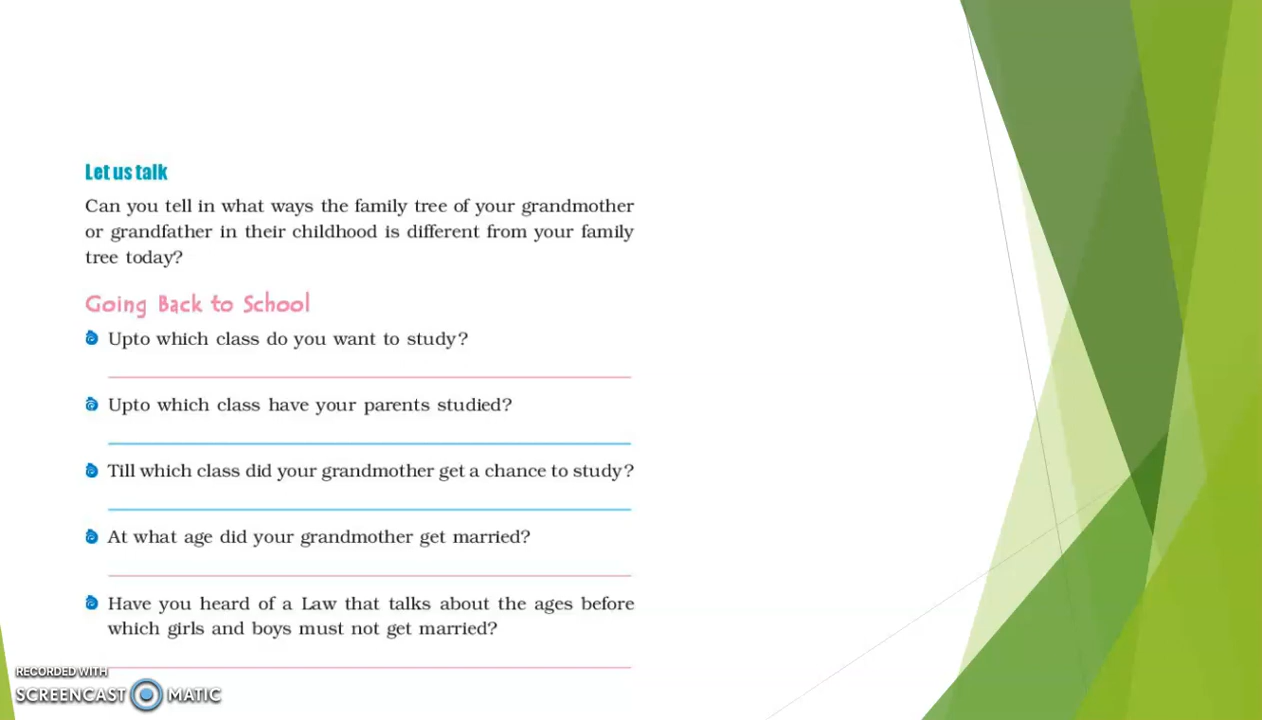 Let us talk
Can you tell in what ways the family tree of your grandmother
or grandfather in their childhood is different from your family
tree today?
Going Back to School
Upto which class do you want to study?
Upto which class have your parents studied?
Till which class did your grandmother get a chance to study?
At what age did your grandmother get married?
Have you heard of a Law that talks about the ages before
which girls and boys must not get married?
RECORDED WITH
SCREENCAST MATIC